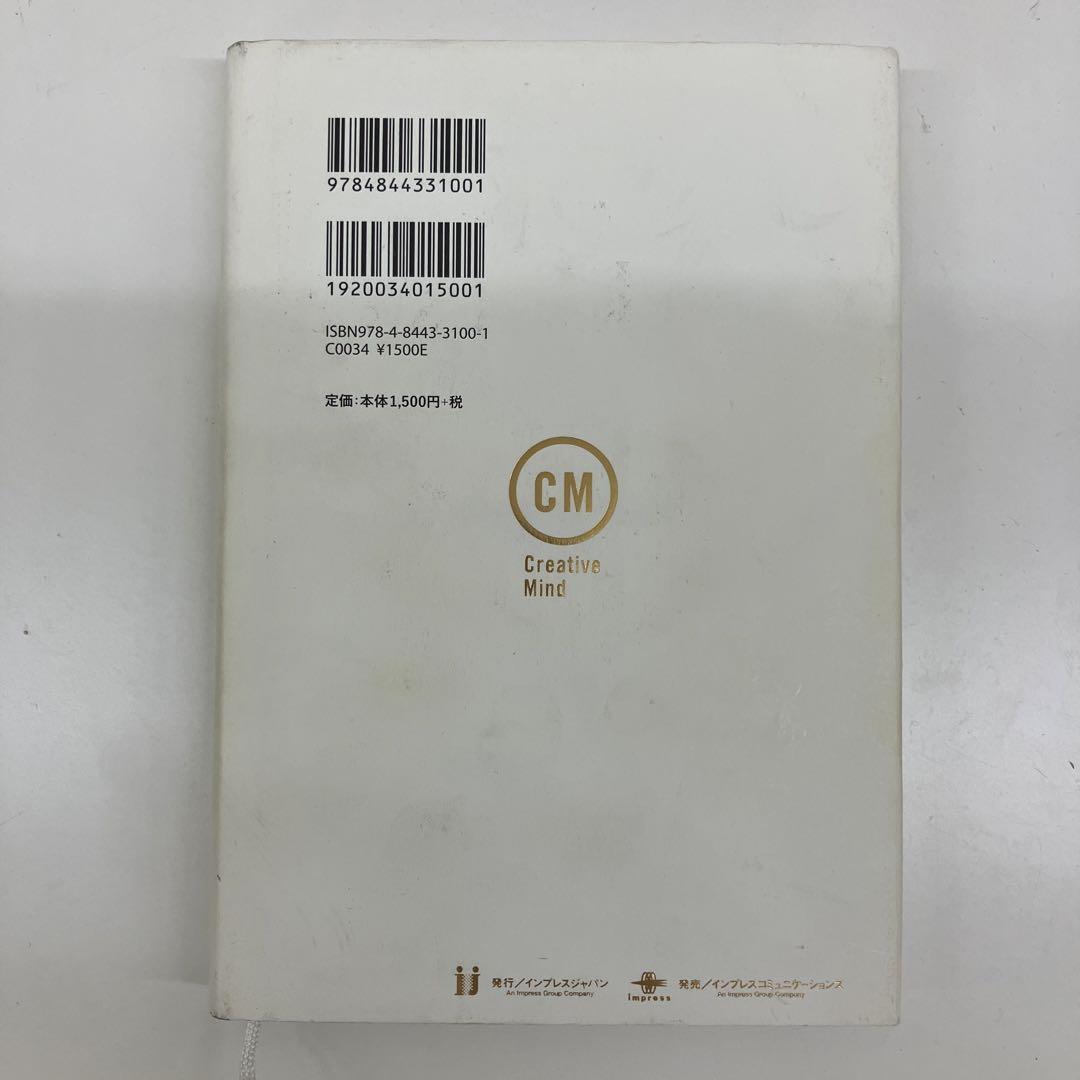 9784844331001
1920034015001
ISBN978-4-8443-3100-1
C0034 ¥1500E
定価:本体1,500円+税
CM
Creative
Mind
発行/インプレスジャパン
An Impress Group Company
Impress
発売/インプレスコミュニケーションズ
An Impress Group Company